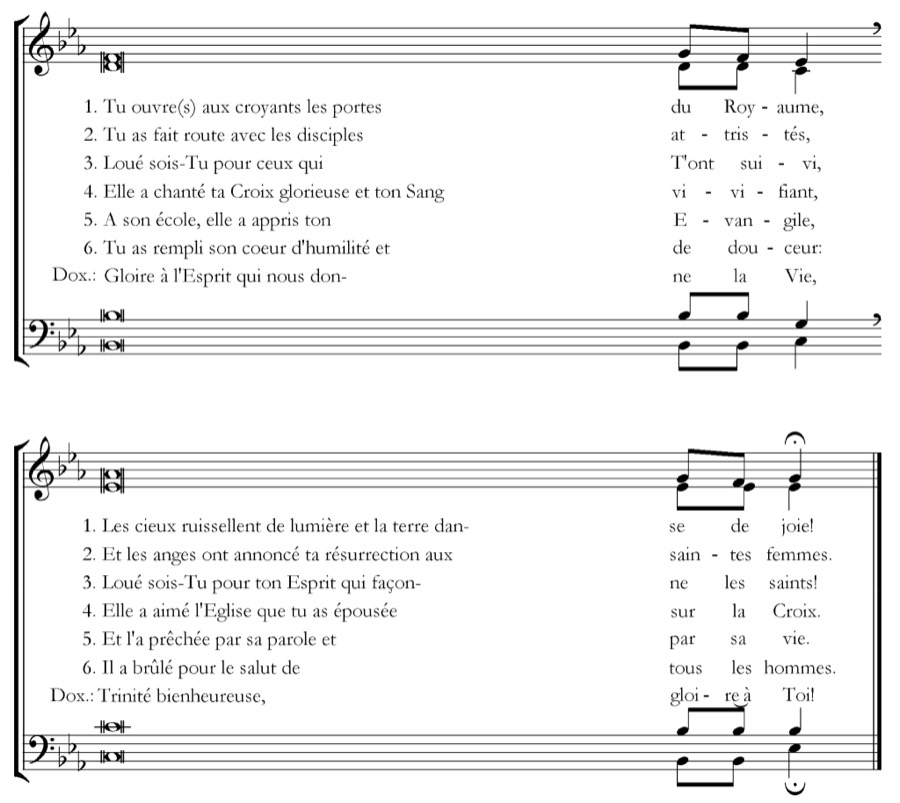 1. Tu ouvre(s) aux croyants les portes du Roy - aume,
2. Tu as fait route avec les disciples at - tris - tés,
3. Loué sois-Tu pour ceux qui T'ont sui - vi,
4. Elle a chanté ta Croix glorieuse et ton Sang vi - vi - fiant,
5. A son école, elle a appris ton E - van - gile,
6. Tu as rempli son coeur d'humilité et de dou - ceur:
Dox.: Gloire à l'Esprit qui nous don- ne la Vie,
1. Les cieux ruissellent de lumière et la terre dan- se de joie!
2. Et les anges ont annoncé ta résurrection aux sain - tes femmes.
3. Loué sois-Tu pour ton Esprit qui façon- ne les saints!
4. Elle a aimé l'Eglise que tu as épousée sur la Croix.
5. Et l'a prêchée par sa parole et par sa vie.
6. Il a brûlé pour le salut de tous les hommes.
Dox.: Trinité bienheureuse, gloi - re à Toi!